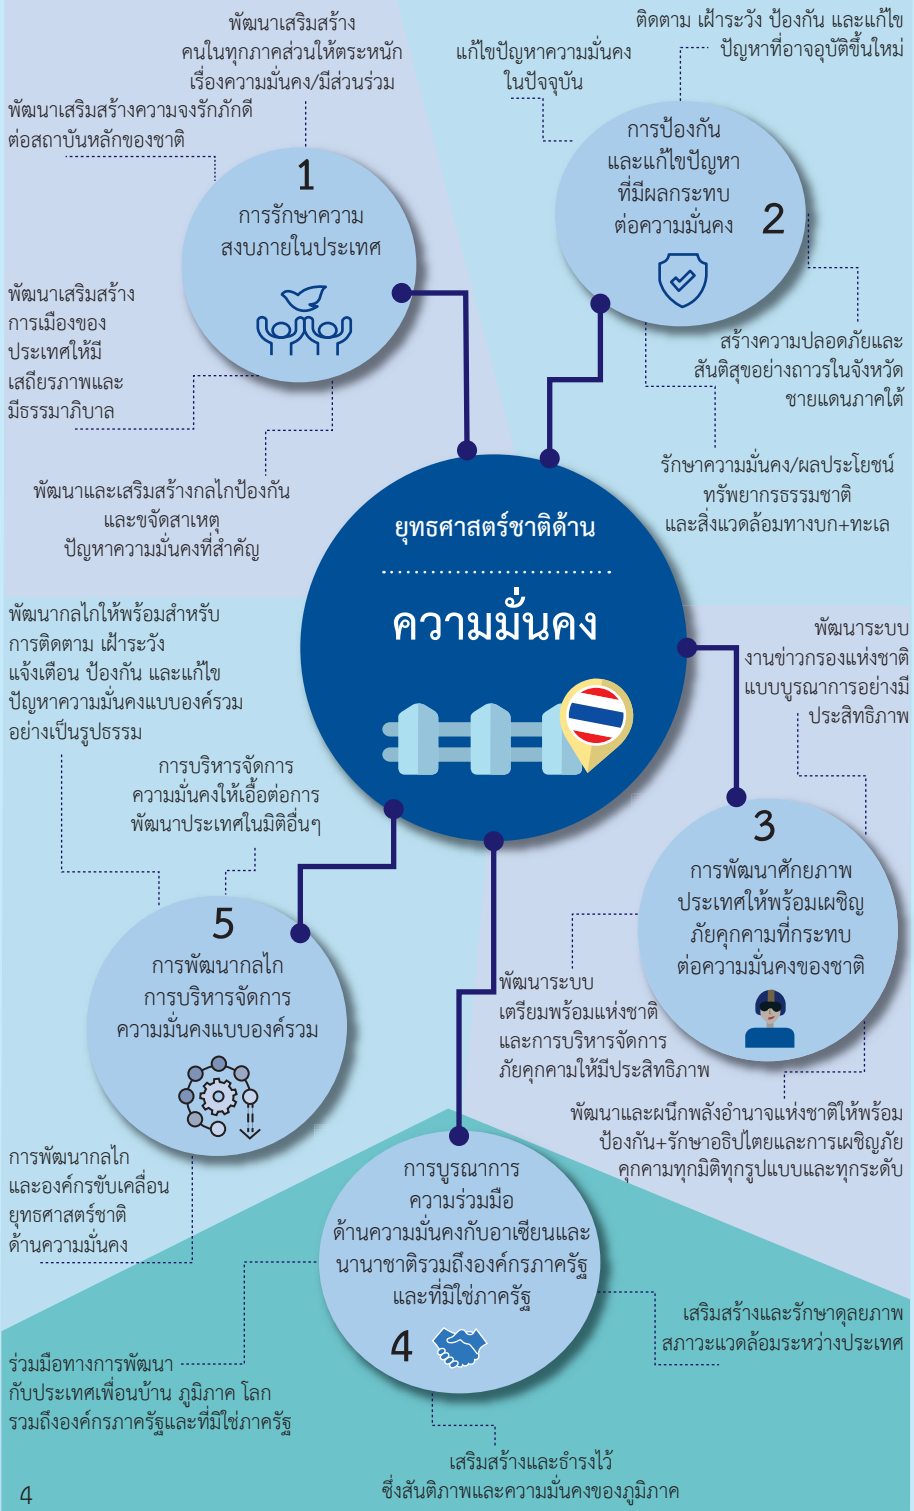 พัฒนาเสริมสร้าง
คนในทุกภาคส่วนให้ตระหนัก
เรื่องความมั่นคง/มีส่วนร่วม
พัฒนาเสริมสร้างความจงรักภักดี
ต่อสถาบันหลักของชาติ
1
การรักษาความ
สงบภายในประเทศ
พัฒนาเสริมสร้าง
การเมืองของ
ประเทศให้มี
เสถียรภาพและ
มีธรรมาภิบาล
พัฒนาและเสริมสร้างกลไกป้องกัน
และขจัดสาเหตุ
ปัญหาความมั่นคงที่สำคัญ
ติดตาม เฝ้าระวัง ป้องกัน และแก้ไข
ปัญหาที่อาจอุบัติขึ้นใหม่
แก้ไขปัญหาความมั่นคง
ในปัจจุบัน
การป้องกัน
และแก้ไขปัญหา
ที่มีผลกระทบ
ต่อความมั่นคง
2
สร้างความปลอดภัยและ
สันติสุขอย่างถาวรในจังหวัด
ชายแดนภาคใต้
รักษาความมั่นคง/ผลประโยชน์
ทรัพยากรธรรมชาติ
และสิ่งแวดล้อมทางบก+ทะเล
ยุทธศาสตร์ชาติด้าน
ความมั่นคง
พัฒนาระบบ
งานข่าวกรองแห่งชาติ
แบบบูรณาการอย่างมี
ประสิทธิภาพ
3
การพัฒนาศักยภาพ
ประเทศให้พร้อมเผชิญ
ภัยคุกคามที่กระทบ
ต่อความมั่นคงของชาติ
พัฒนาระบบ
เตรียมพร้อมแห่งชาติ
และการบริหารจัดการ
ภัยคุกคามให้มีประสิทธิภาพ
พัฒนาและผนึกพลังอำนาจแห่งชาติให้พร้อม
ป้องกัน+รักษาอธิปไตยและการเผชิญภัย
คุกคามทุกมิติทุกรูปแบบและทุกระดับ
พัฒนากลไกให้พร้อมสำหรับ
การติดตาม เฝ้าระวัง
แจ้งเตือน ป้องกัน และแก้ไข
ปัญหาความมั่นคงแบบองค์รวม
อย่างเป็นรูปธรรม
การบริหารจัดการ
ความมั่นคงให้เอื้อต่อการ
พัฒนาประเทศในมิติอื่นๆ
5
การพัฒนากลไก
การบริหารจัดการ
ความมั่นคงแบบองค์รวม
การพัฒนากลไก
และองค์กรขับเคลื่อน
ยุทธศาสตร์ชาติ
ด้านความมั่นคง
การบูรณาการ
ความร่วมมือ
ด้านความมั่นคงกับอาเซียนและ
นานาชาติรวมถึงองค์กรภาครัฐ
และที่มิใช่ภาครัฐ
4
เสริมสร้างและรักษาดุลยภาพ
สภาวะแวดล้อมระหว่างประเทศ
ร่วมมือทางการพัฒนา
กับประเทศเพื่อนบ้าน ภูมิภาค โลก
รวมถึงองค์กรภาครัฐและที่มิใช่ภาครัฐ
เสริมสร้างและธำรงไว้
ซึ่งสันติภาพและความมั่นคงของภูมิภาค
4